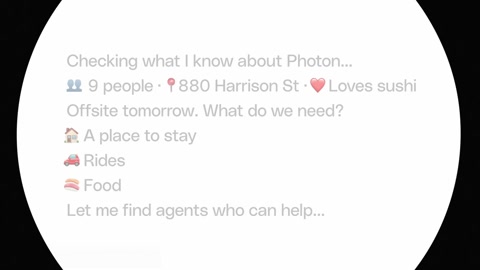 Checking what I know about Photon...
👥 9 people · 📍880 Harrison St · ❤️ Loves sushi
Offsite tomorrow. What do we need?
🏠 A place to stay
🚗 Rides
🍣 Food
Let me find agents who can help...